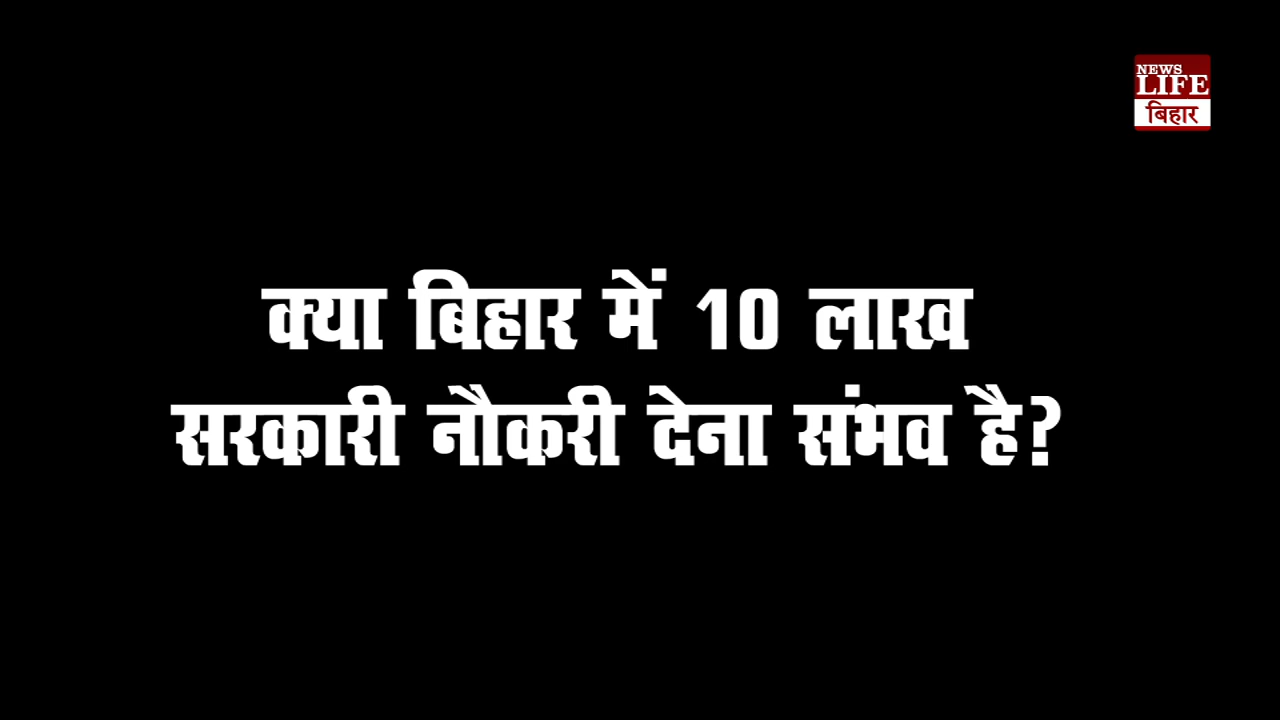 NEWS
LIFE
बिहार
क्या बिहार में 10 लाख
सरकारी नौकरी देना संभव है?